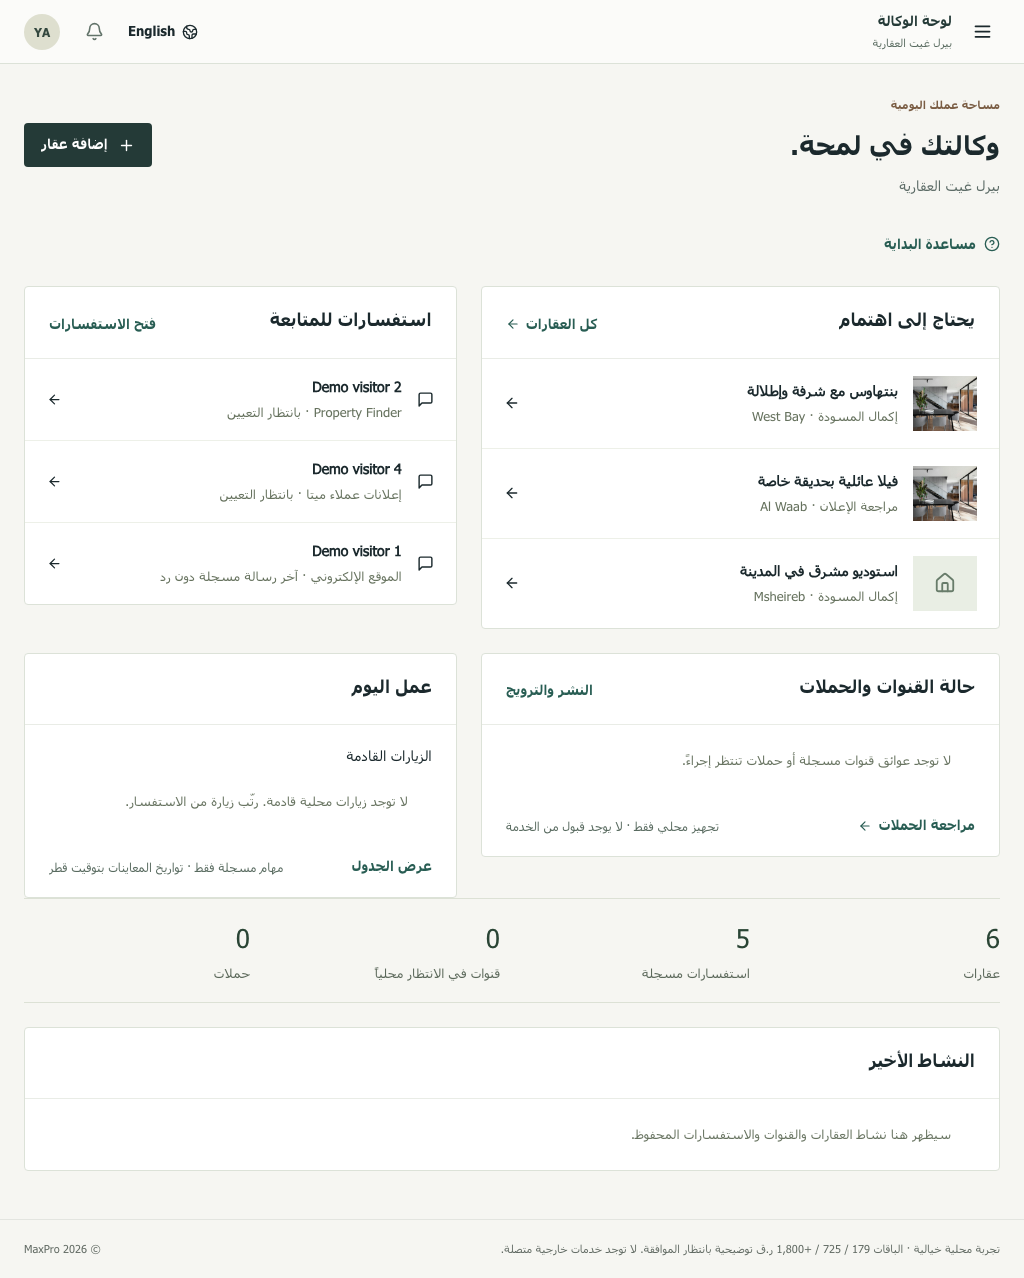 لوحة الوكالة
بيرل غيت العقارية
English
YA
مساحة عملك اليومية
وكالتك في لمحة.
بيرل غيت العقارية
إضافة عقار
مساعدة البداية
يحتاج إلى اهتمام
كل العقارات
بنتهاوس مع شرفة وإطلالة
إكمال المسودة · West Bay
فيلا عائلية بحديقة خاصة
مراجعة الإعلان · Al Waab
استوديو مشرق في المدينة
إكمال المسودة · Msheireb
استفسارات للمتابعة
فتح الاستفسارات
Demo visitor 2
Property Finder · بانتظار التعيين
Demo visitor 4
إعلانات عملاء ميتا · بانتظار التعيين
Demo visitor 1
الموقع الإلكتروني · آخر رسالة مسجلة دون رد
حالة القنوات والحملات
النشر والترويج
لا توجد عوائق قنوات مسجلة أو حملات تنتظر إجراءً.
مراجعة الحملات
تجهيز محلي فقط · لا يوجد قبول من الخدمة
عمل اليوم
الزيارات القادمة
لا توجد زيارات محلية قادمة. رتّب زيارة من الاستفسار.
عرض الجدول
مهام مسجلة فقط · تواريخ المعاينات بتوقيت قطر
6
عقارات
5
استفسارات مسجلة
0
قنوات في الانتظار محلياً
0
حملات
النشاط الأخير
سيظهر هنا نشاط العقارات والقنوات والاستفسارات المحفوظ.
تجربة محلية خيالية · الباقات 179 / 725 / +1,800 ر.ق توضيحية بانتظار الموافقة. لا توجد خدمات خارجية متصلة.
© 2026 MaxPro